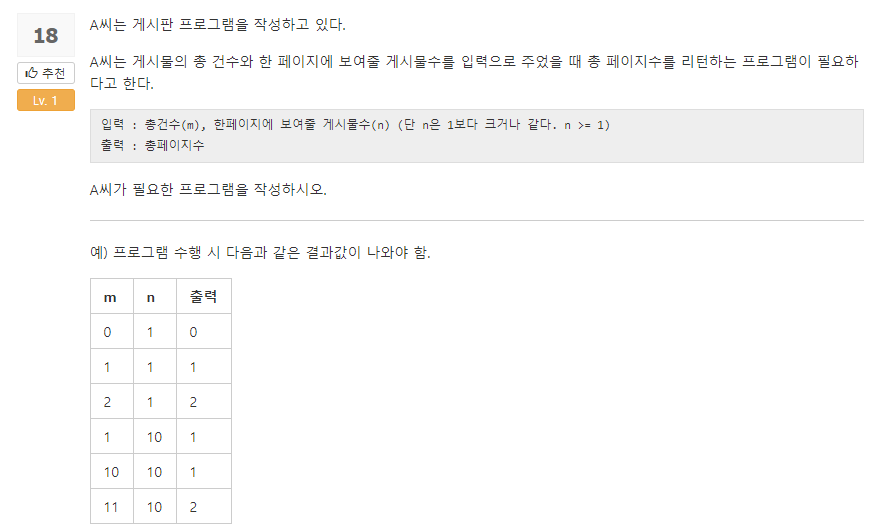 18
추천
Lv. 1
A씨는 게시판 프로그램을 작성하고 있다.
A씨는 게시물의 총 건수와 한 페이지에 보여줄 게시물수를 입력으로 주었을 때 총 페이지수를 리턴하는 프로그램이 필요하
다고 한다.
입력 : 총건수(m), 한페이지에 보여줄 게시물수(n) (단 n은 1보다 크거나 같다. n >= 1)
출력 : 총페이지수
A씨가 필요한 프로그램을 작성하시오.
예) 프로그램 수행 시 다음과 같은 결과값이 나와야 함.
m n 출력
0 1 0
1 1 1
2 1 2
1 10 1
10 10 1
11 10 2